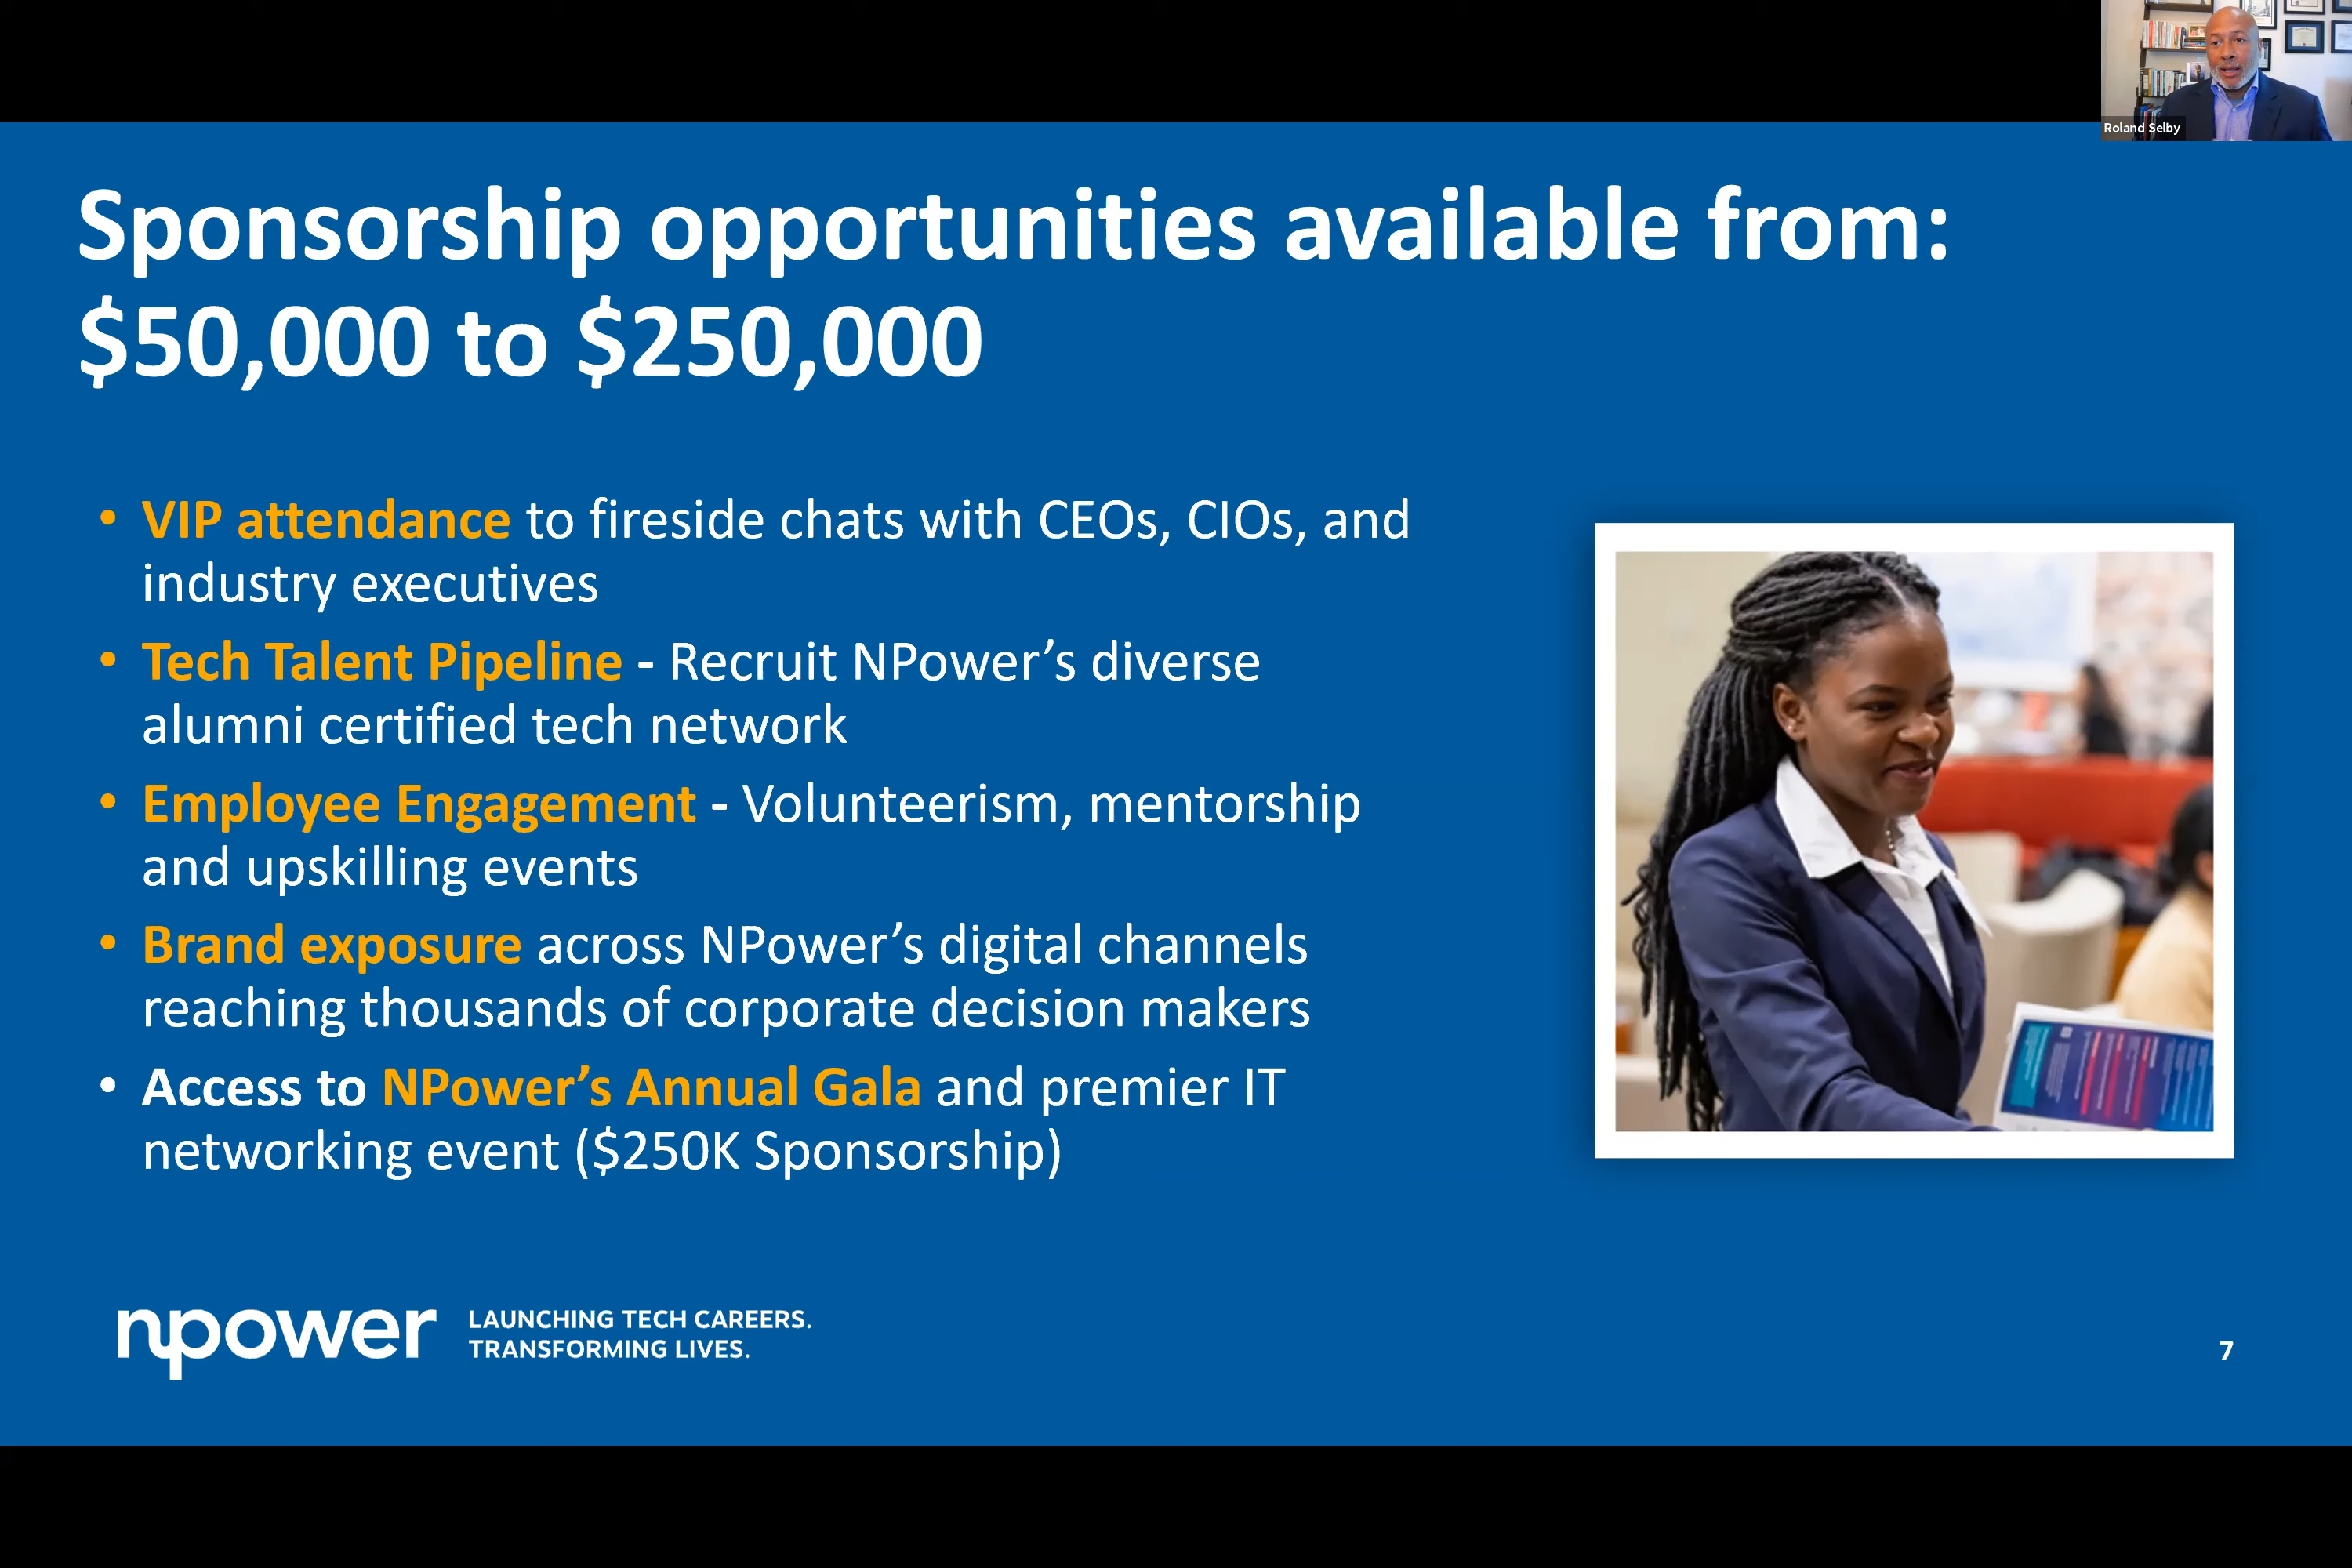 Roland Selby
Sponsorship opportunities available from:
$50,000 to $250,000
• VIP attendance to fireside chats with CEOs, CIOs, and
industry executives
• Tech Talent Pipeline - Recruit NPower’s diverse
alumni certified tech network
• Employee Engagement - Volunteerism, mentorship
and upskilling events
• Brand exposure across NPower’s digital channels
reaching thousands of corporate decision makers
• Access to NPower’s Annual Gala and premier IT
networking event ($250K Sponsorship)
npower
LAUNCHING TECH CAREERS.
TRANSFORMING LIVES.
7